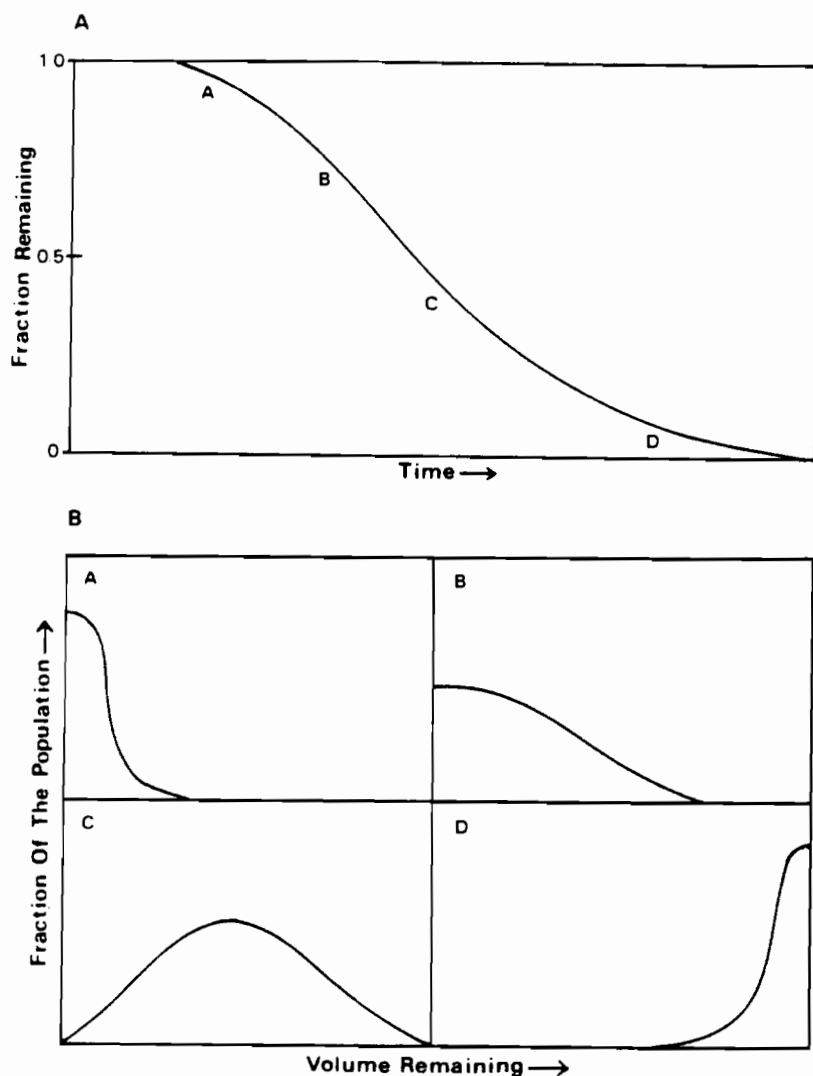 A
1.0
A
B
Fraction Remaining
0.5
C
D
0
Time →
B
A
B
Fraction Of The Population →
C
D
Volume Remaining →